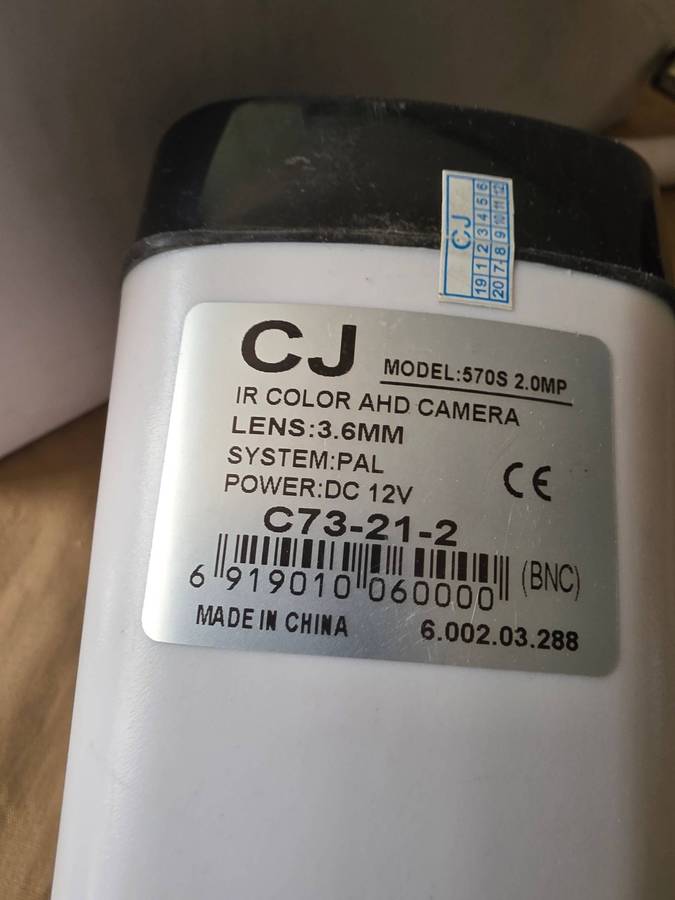 CJ
19 1 2 3 4 5 6
20 7 8 9 10 11 12
CJ
MODEL:570S 2.0MP
IR COLOR AHD CAMERA
LENS:3.6MM
SYSTEM:PAL
POWER:DC 12V
CE
C73-21-2
6 919010 060000 (BNC)
MADE IN CHINA
6.002.03.288